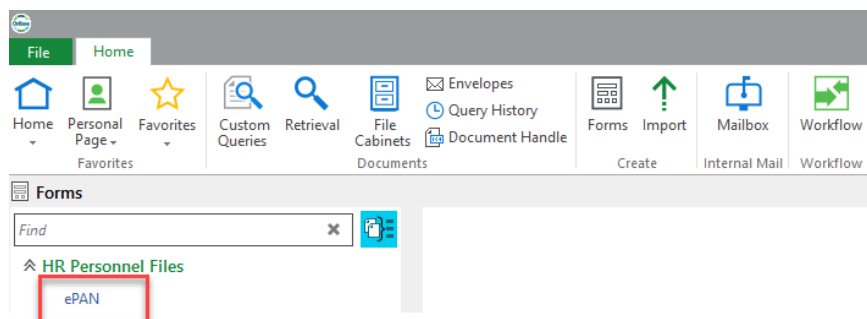 OnBase
File Home
Home Personal Page Favorites Custom Queries Retrieval File Cabinets Envelopes Query History Document Handle Forms Import Mailbox Workflow
Favorites Documents Create Internal Mail Workflow
Forms
Find
HR Personnel Files
ePAN